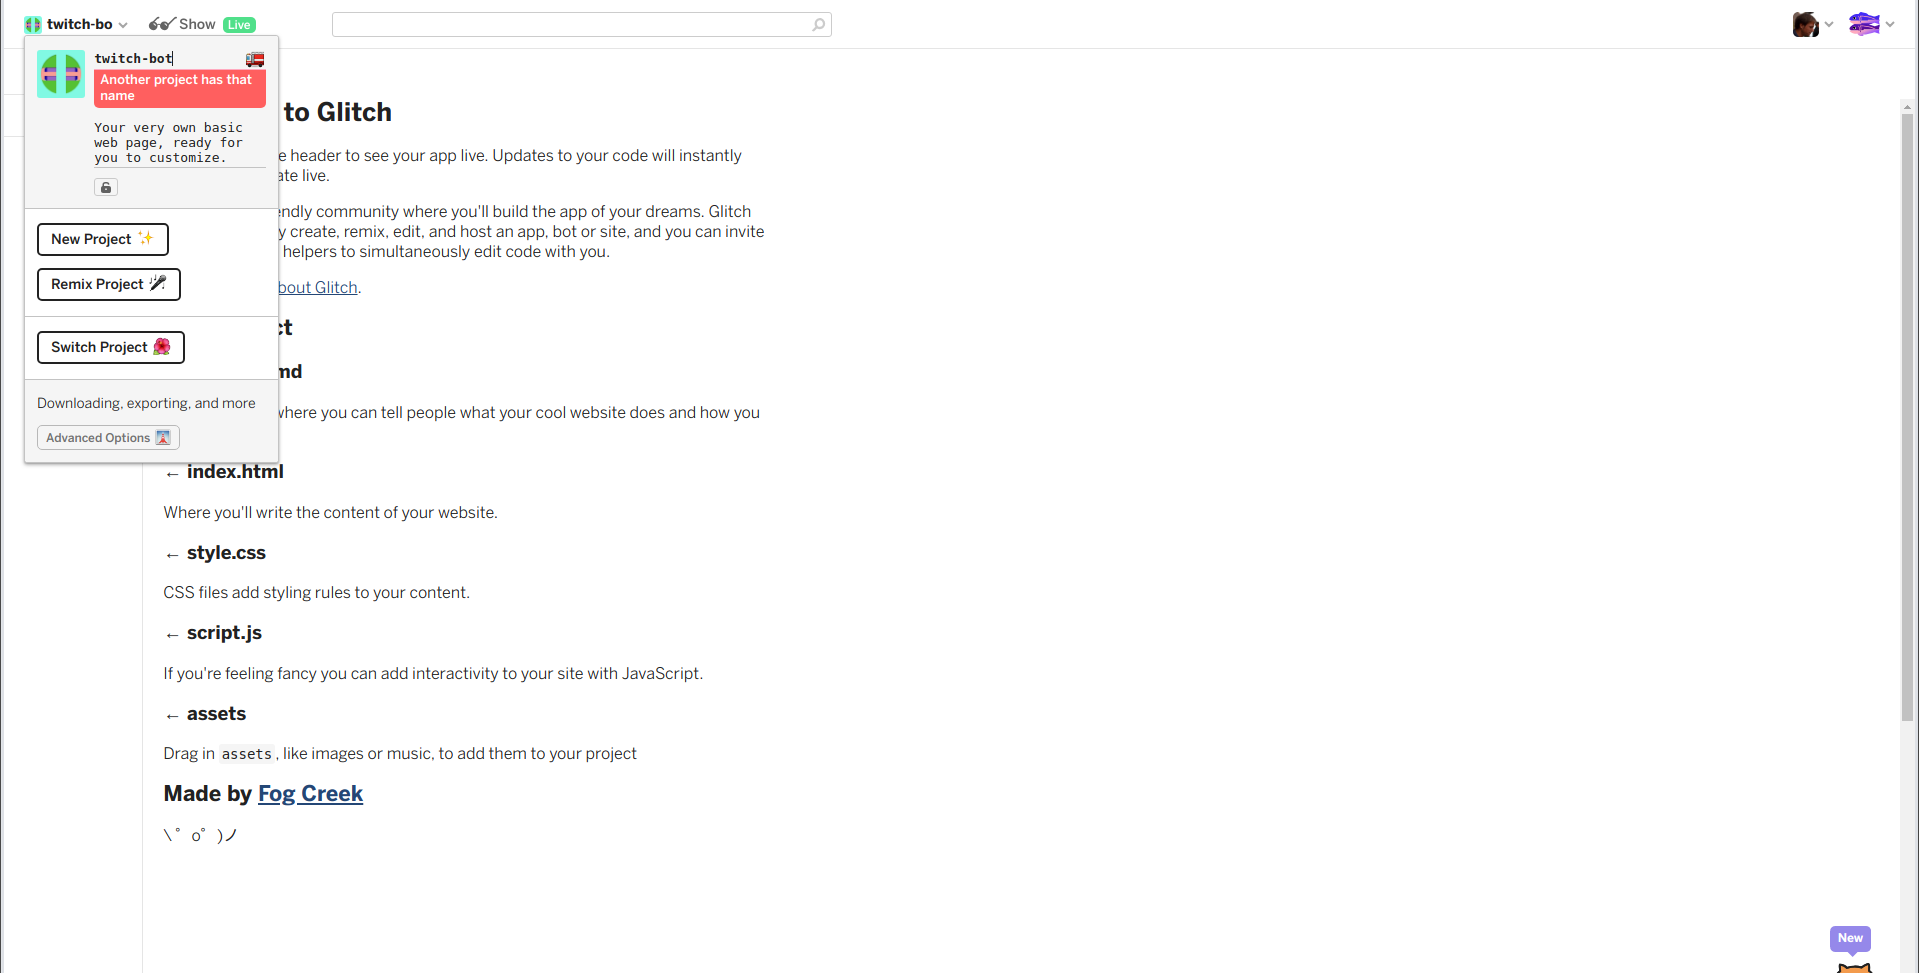 twitch-bo
Show Live
twitch-bot
Another project has that
name
Your very own basic
web page, ready for
you to customize.
New Project
Remix Project
Switch Project
Downloading, exporting, and more
Advanced Options
to Glitch
e header to see your app live. Updates to your code will instantly
ate live.
endly community where you'll build the app of your dreams. Glitch
y create, remix, edit, and host an app, bot or site, and you can invite
helpers to simultaneously edit code with you.
bout Glitch.
ct
md
where you can tell people what your cool website does and how you
← index.html
Where you'll write the content of your website.
← style.css
CSS files add styling rules to your content.
← script.js
If you're feeling fancy you can add interactivity to your site with JavaScript.
← assets
Drag in assets, like images or music, to add them to your project
Made by Fog Creek
\ ゜o゜)ノ
New